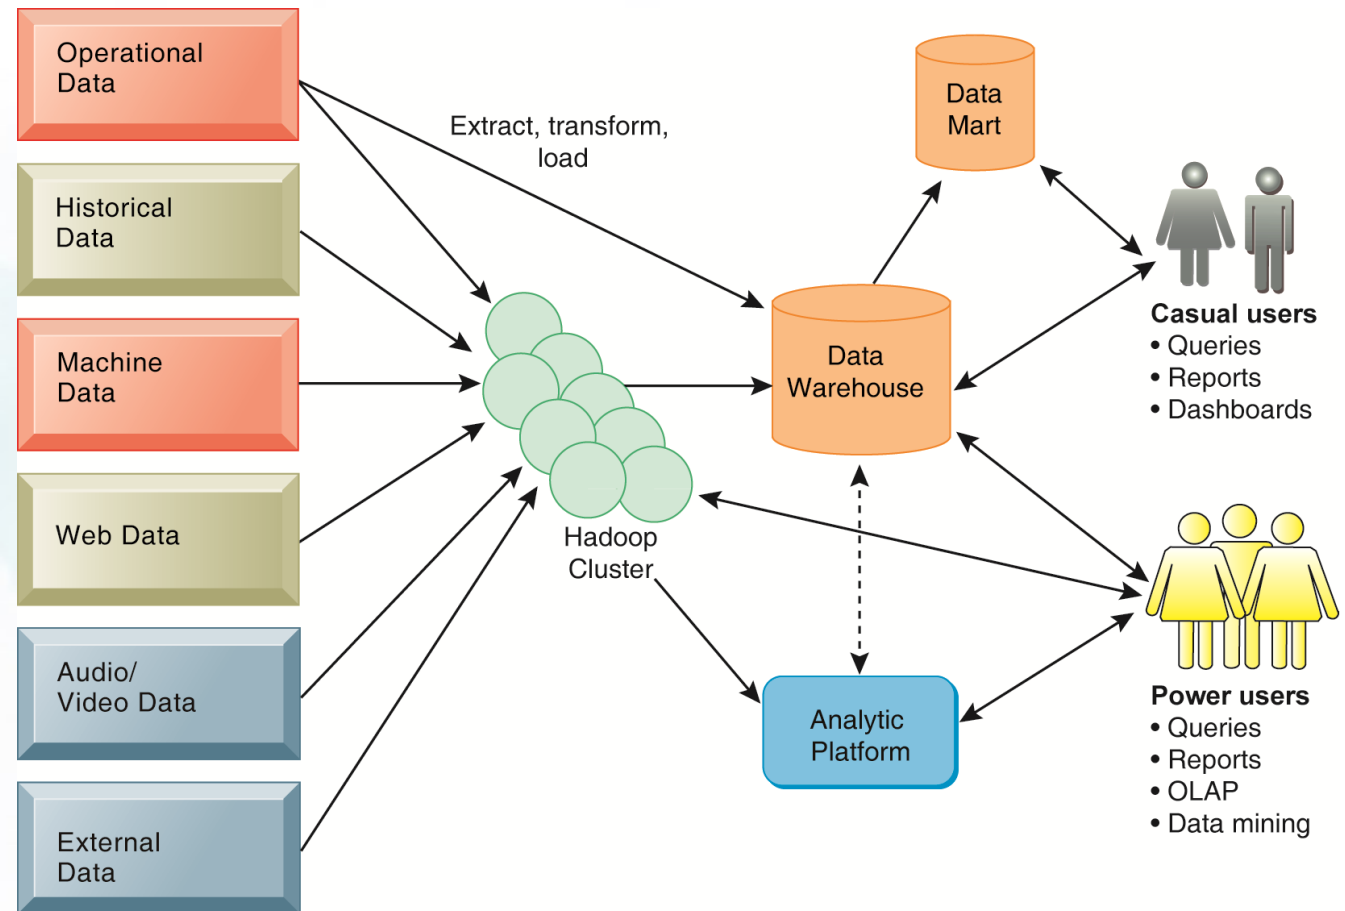 Operational
Data
Historical
Data
Machine
Data
Web Data
Audio/
Video Data
External
Data
Extract, transform,
load
Hadoop
Cluster
Data
Mart
Data
Warehouse
Analytic
Platform
Casual users
• Queries
• Reports
• Dashboards
Power users
• Queries
• Reports
• OLAP
• Data mining